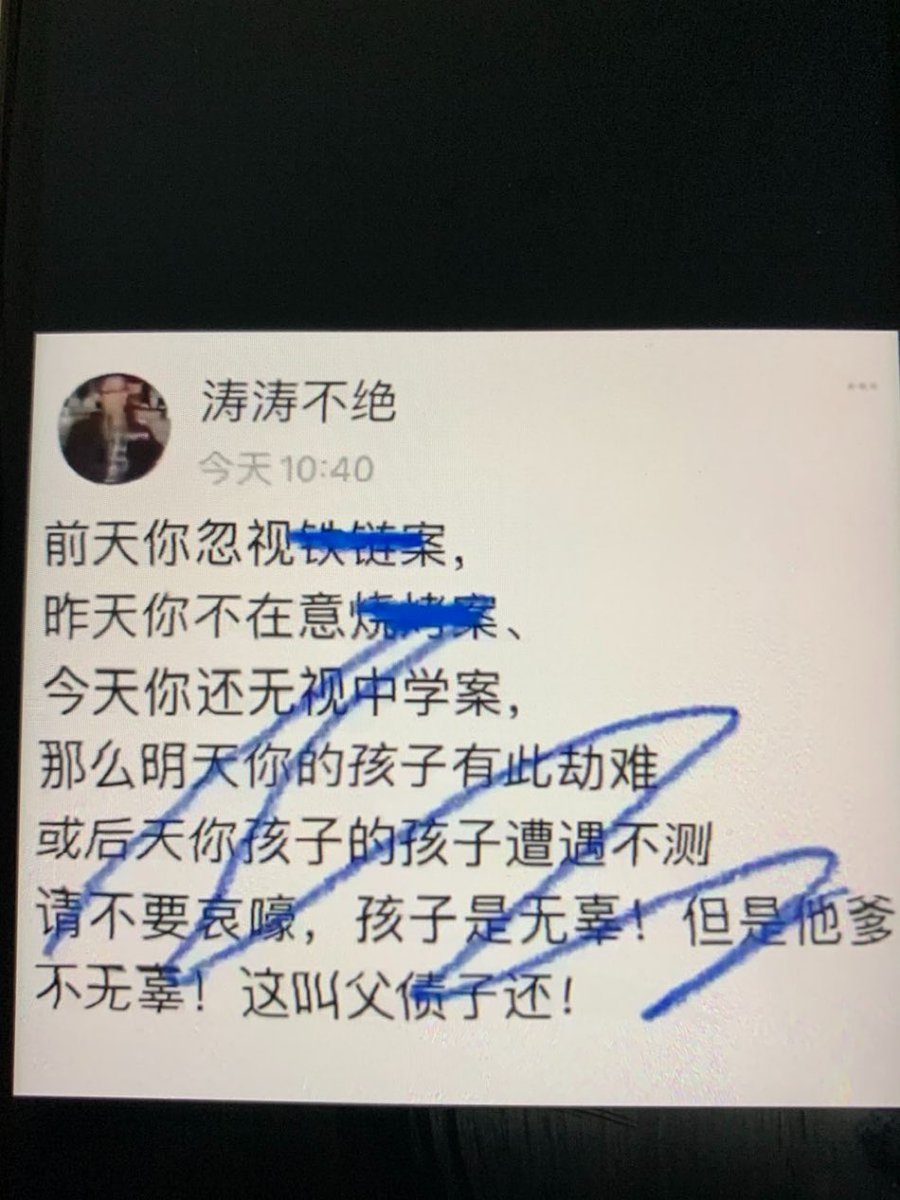 涛涛不绝
今天 10:40
前天你忽视铁链案，
昨天你不在意烧烤案、
今天你还无视中学案，
那么明天你的孩子有此劫难
或后天你孩子的孩子遭遇不测
请不要哀嚎，孩子是无辜！但是他爹
不无辜！这叫父债子还！